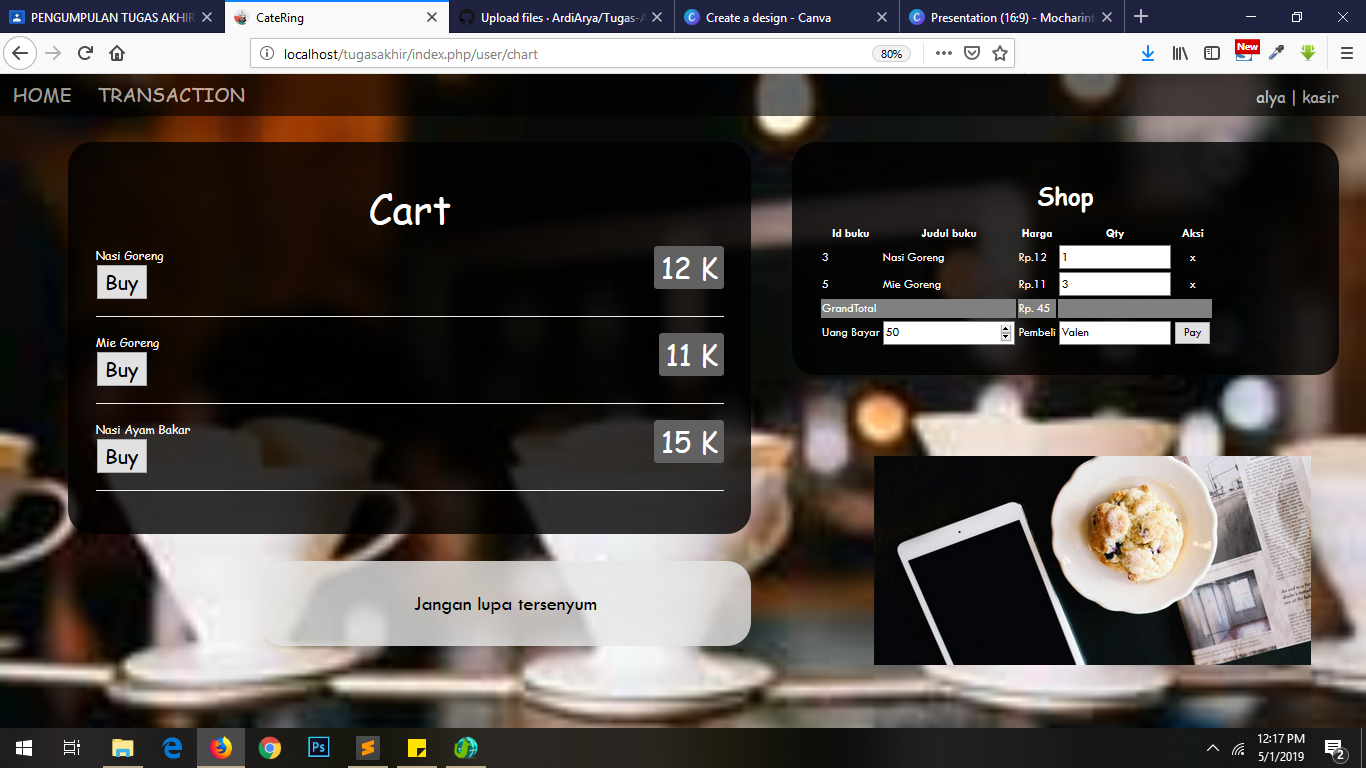 PENGUMPULAN TUGAS AKHIR
CateRing
Upload files · ArdiArya/Tugas-A
Create a design - Canva
Presentation (16:9) - Mocharint
localhost/tugasakhir/index.php/user/chart
80%
New
HOME TRANSACTION
alya | kasir
Cart
Nasi Goreng
12 K
Buy
Mie Goreng
11 K
Buy
Nasi Ayam Bakar
15 K
Buy
Jangan lupa tersenyum
Shop
Id buku Judul buku Harga Qty Aksi
3 Nasi Goreng Rp.12 1 x
5 Mie Goreng Rp.11 3 x
GrandTotal Rp. 45
Uang Bayar 50 Pembeli Valen Pay
Ps
12:17 PM
5/1/2019
2